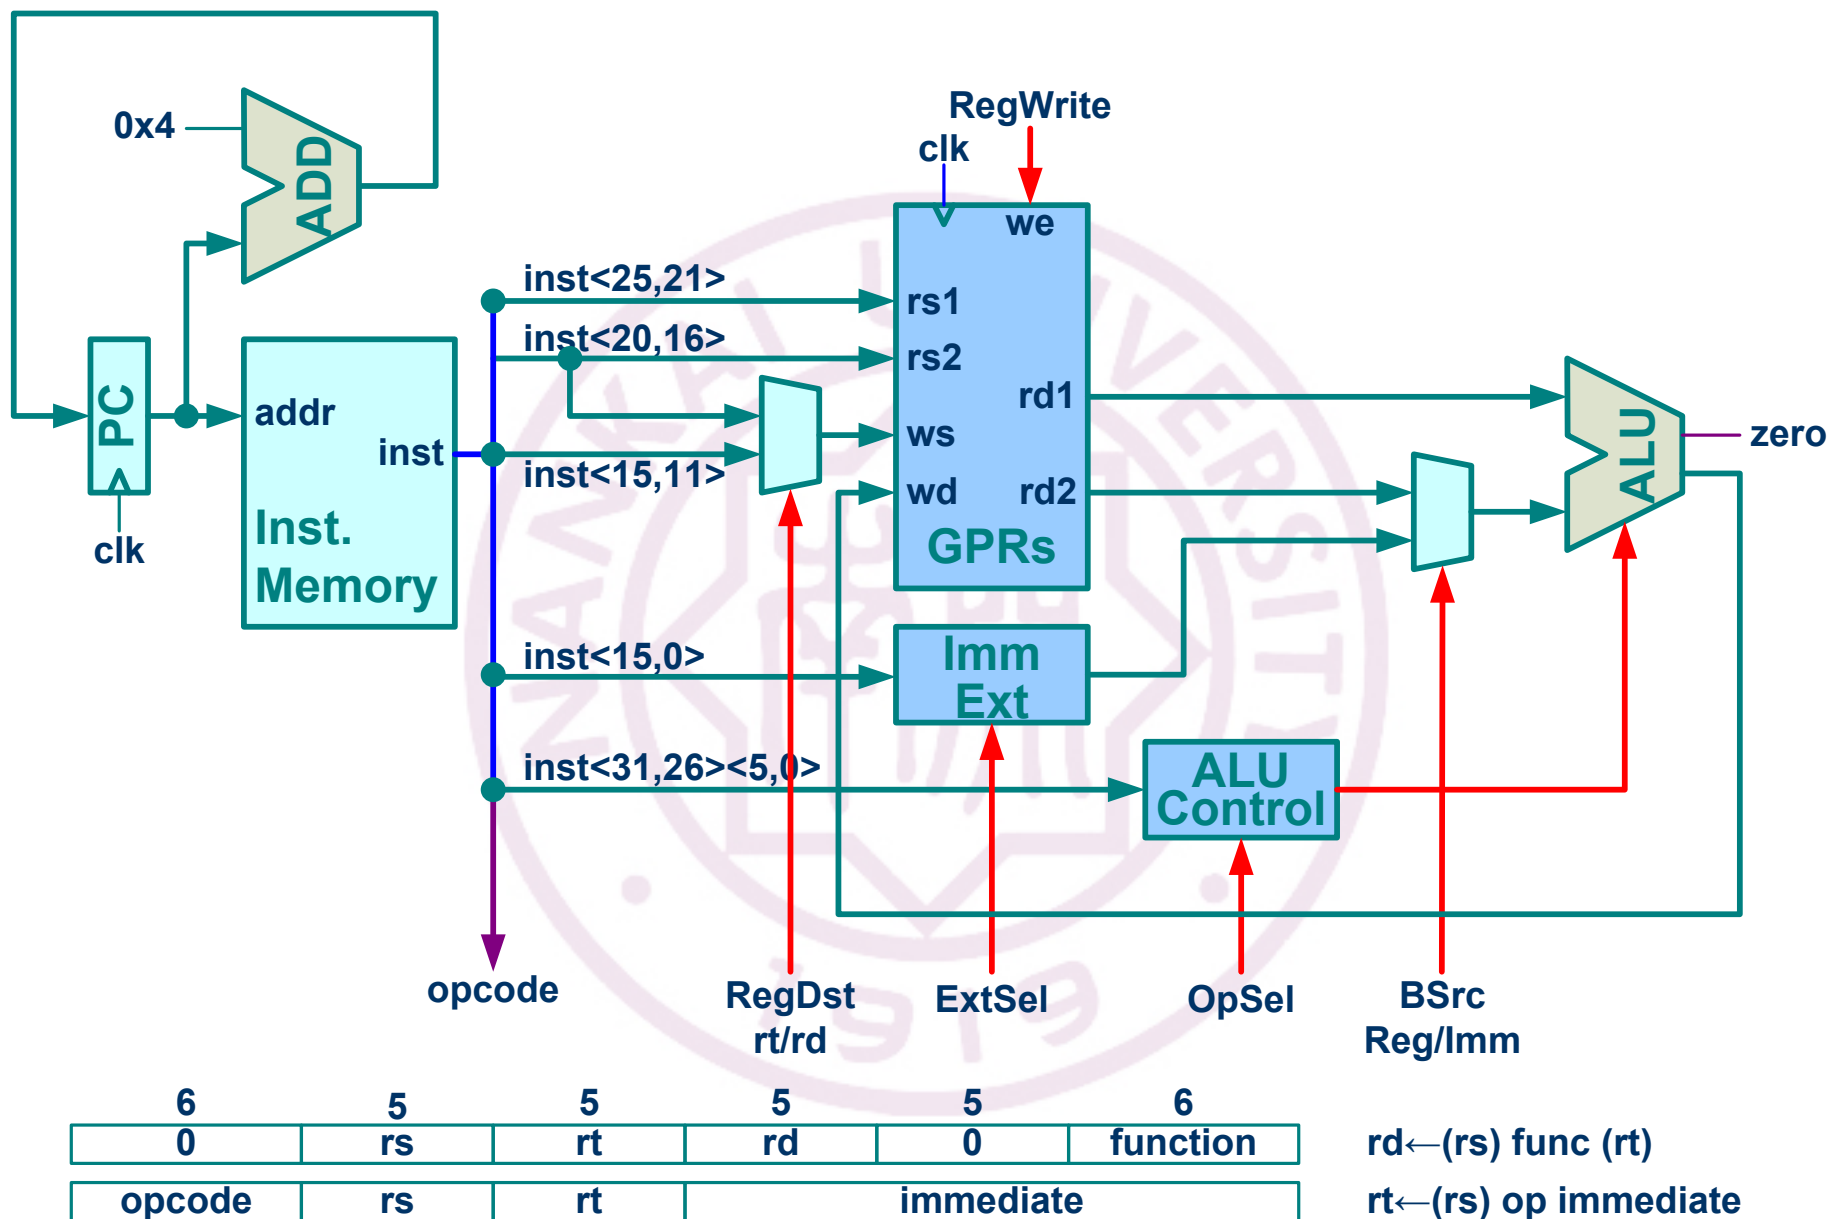 0x4
ADD
RegWrite
clk
we
inst<25,21>
rs1
inst<20,16>
rs2
PC
addr
rd1
ALU
inst
ws
zero
inst<15,11>
wd
rd2
clk
Inst.
Memory
GPRs
inst<15,0>
Imm
Ext
inst<31,26><5,0>
ALU
Control
opcode
RegDst
rt/rd
ExtSel
OpSel
BSrc
Reg/Imm
NANKAI UNIVERSITY
1919
6 5 5 5 5 6
0 rs rt rd 0 function rd←(rs) func (rt)
opcode rs rt immediate rt←(rs) op immediate